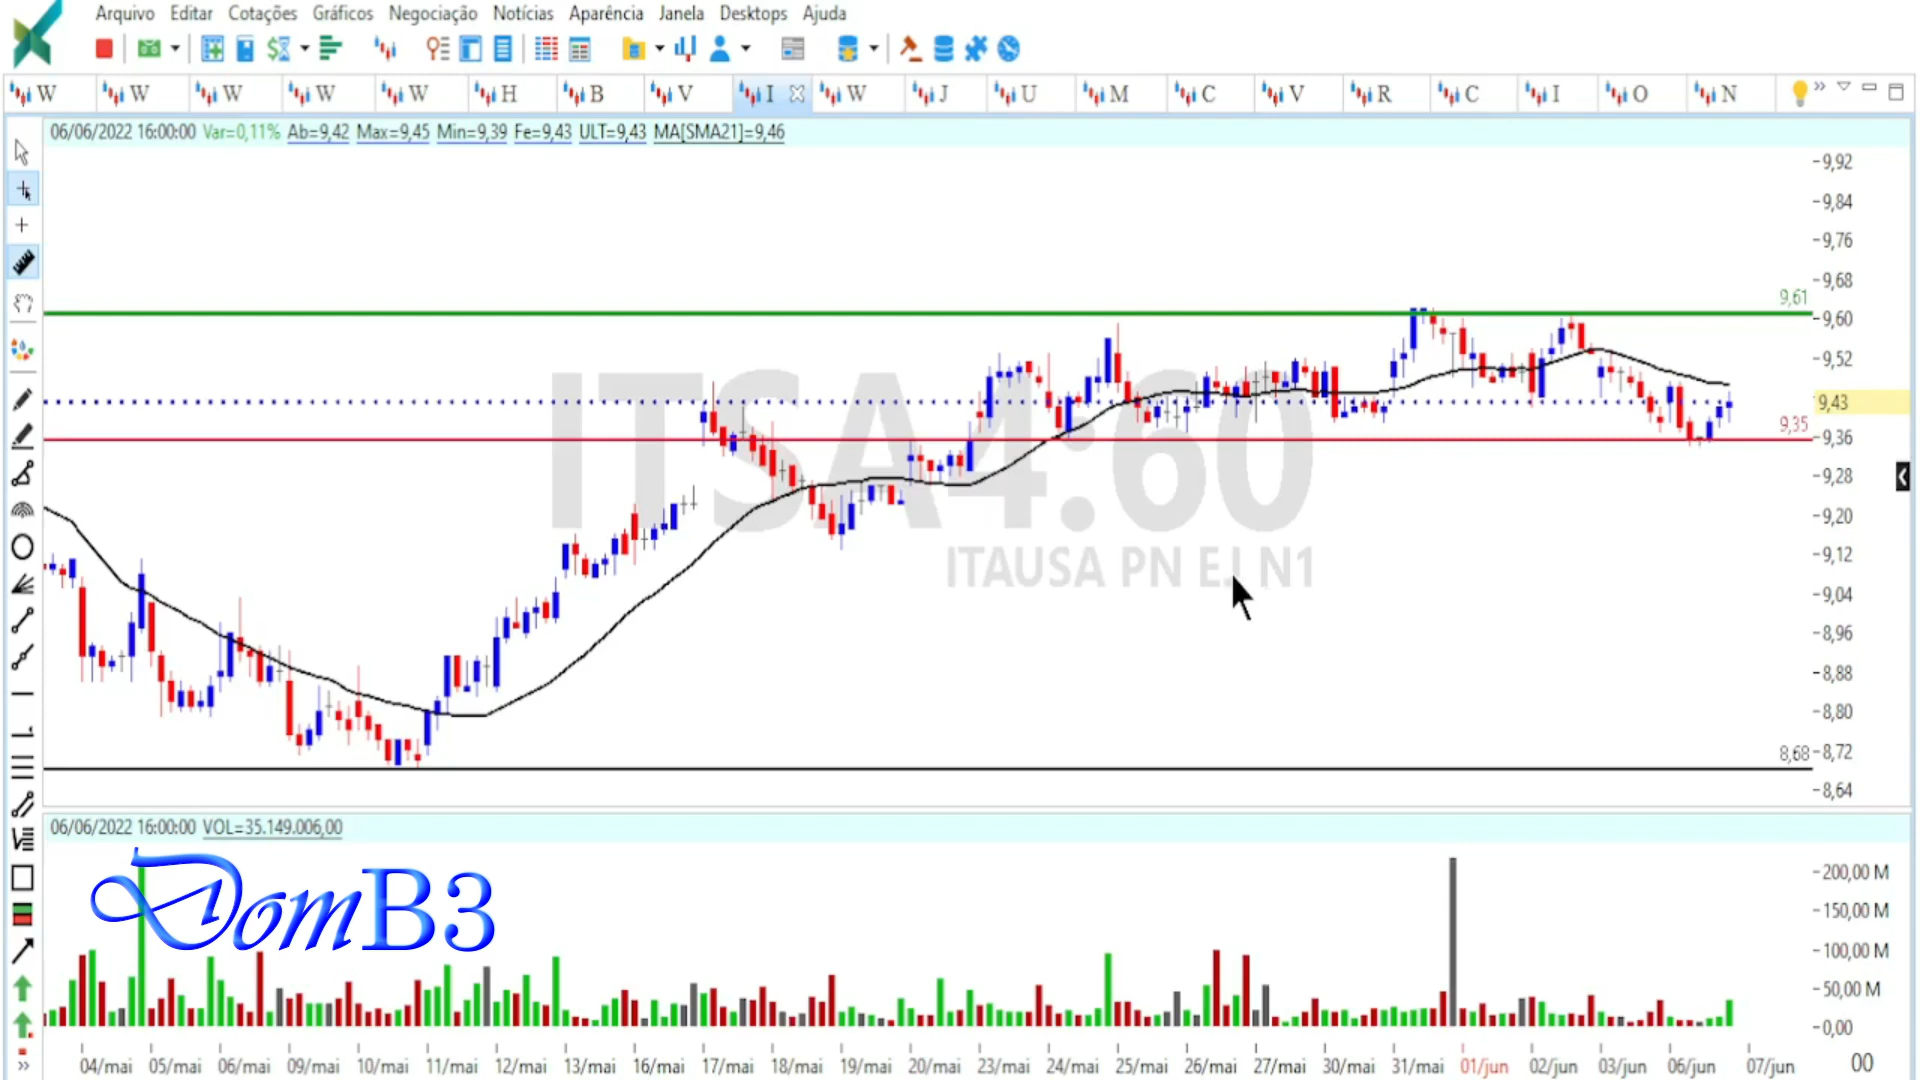 Arquivo Editar Cotações Gráficos Negociação Notícias Aparência Janela Desktops Ajuda
W W W W W H B V I W J U M C V R C I O N
06/06/2022 16:00:00 Var=0,11% Ab=9,42 Max=9,45 Min=9,39 Fe=9,43 ULT=9,43 MA[SMA21]=9,46
9,92
9,84
9,76
9,68
9,61
9,60
9,52
9,43
9,35
9,36
9,28
9,20
9,12
9,04
8,96
8,88
8,80
8,72
8,68
8,64
ITSA4:60
ITAUSA PN EJ N1
06/06/2022 16:00:00 VOL=35.149.006,00
DomB3
200,00 M
150,00 M
100,00 M
50,00 M
0,00
04/mai 05/mai 06/mai 09/mai 10/mai 11/mai 12/mai 13/mai 16/mai 17/mai 18/mai 19/mai 20/mai 23/mai 24/mai 25/mai 26/mai 27/mai 30/mai 31/mai 01/jun 02/jun 03/jun 06/jun 07/jun 00